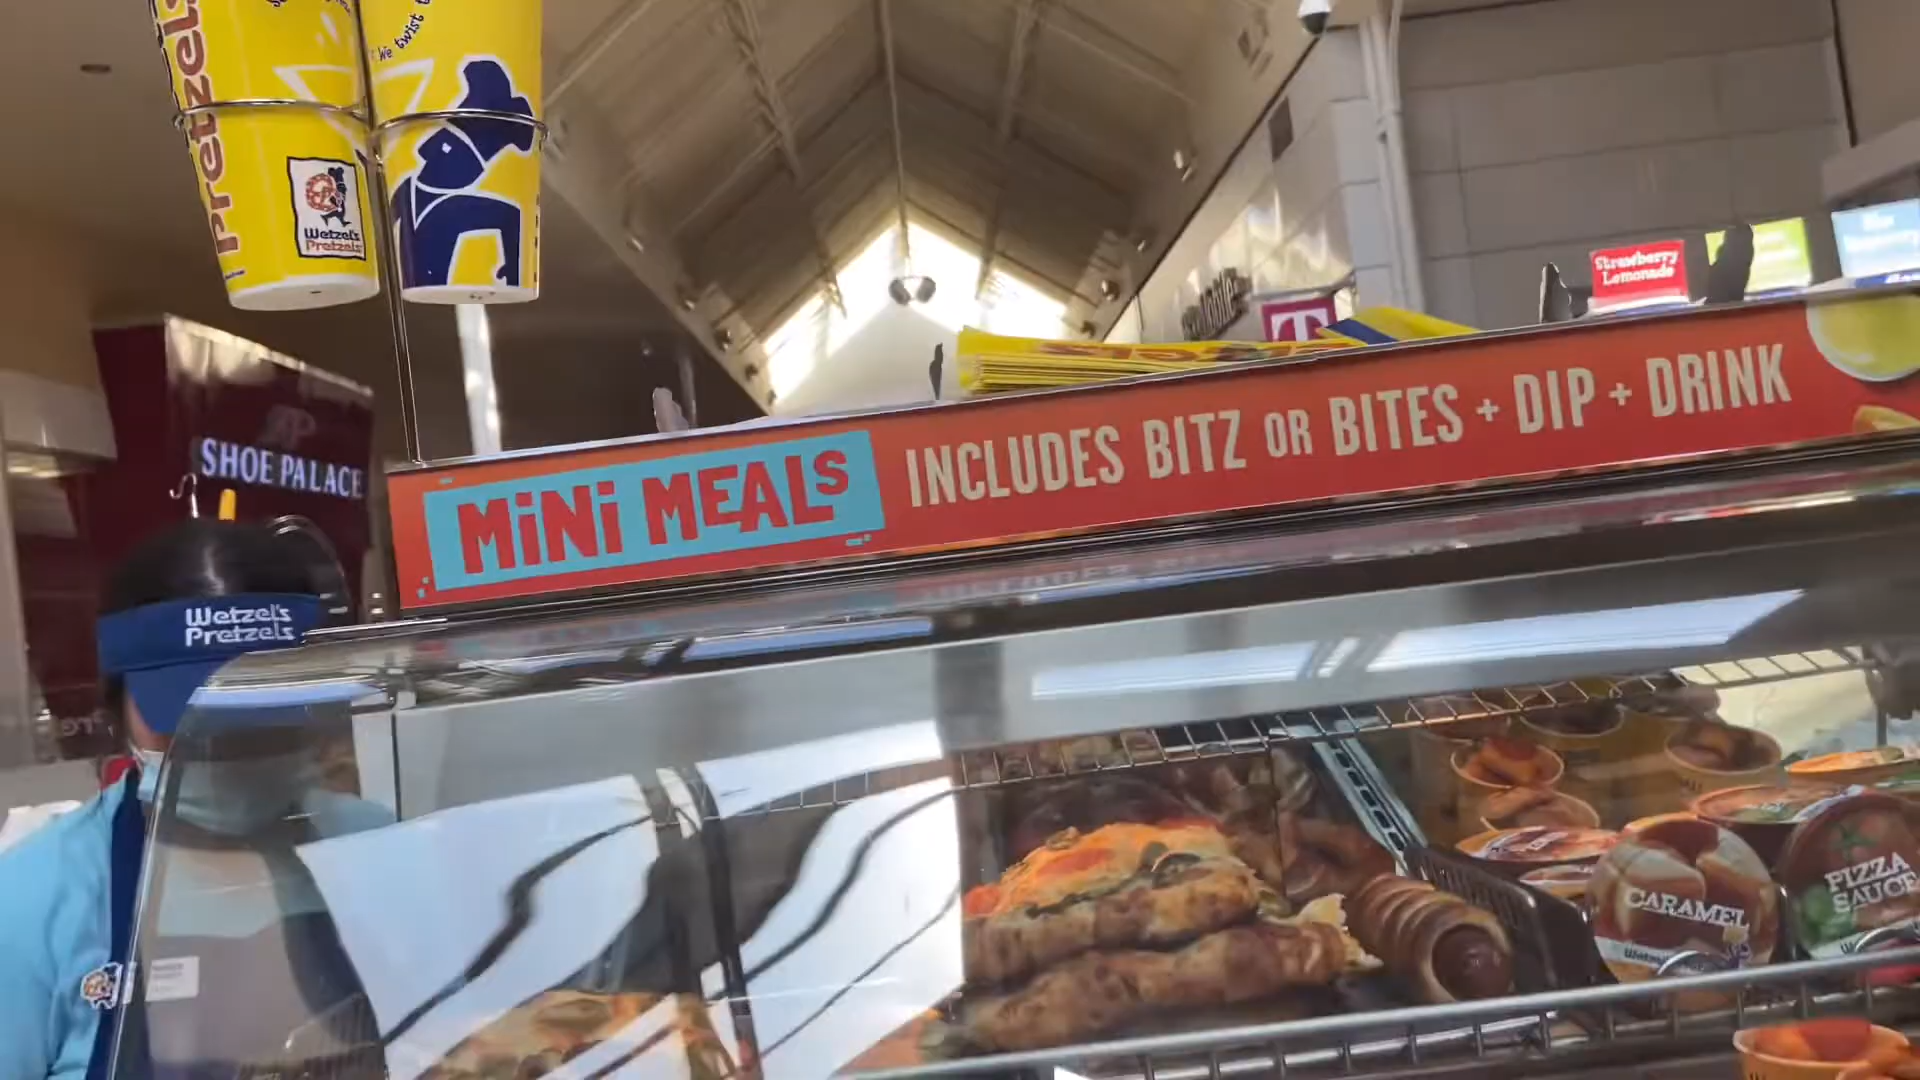 Pretzels
We twist
Wetzel's
Pretzels
SHOE PALACE
Strawberry
Lemonade
T
MiNi MEALS INCLUDES BITZ OR BITES + DIP + DRINK
Wetzel's
Pretzels
CARAMEL
PIZZA
SAUCE